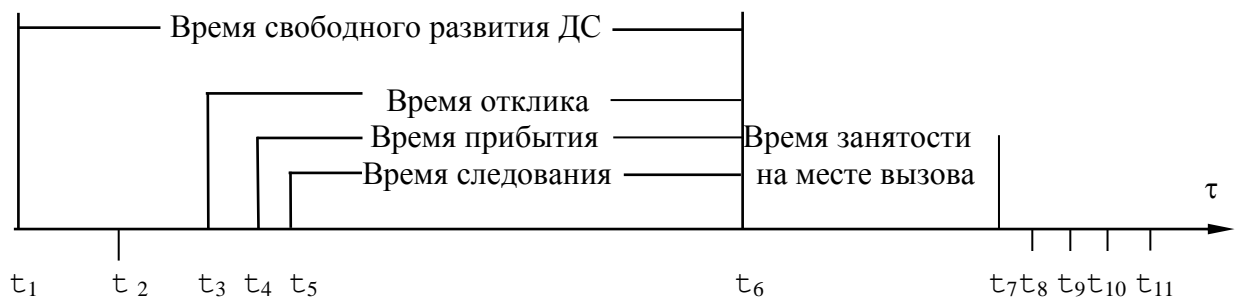 Время свободного развития ДС
Время отклика
Время прибытия
Время занятости
Время следования
на месте вызова
τ
t1 t 2 t3 t4 t5 t6 t7 t8 t9 t10 t11